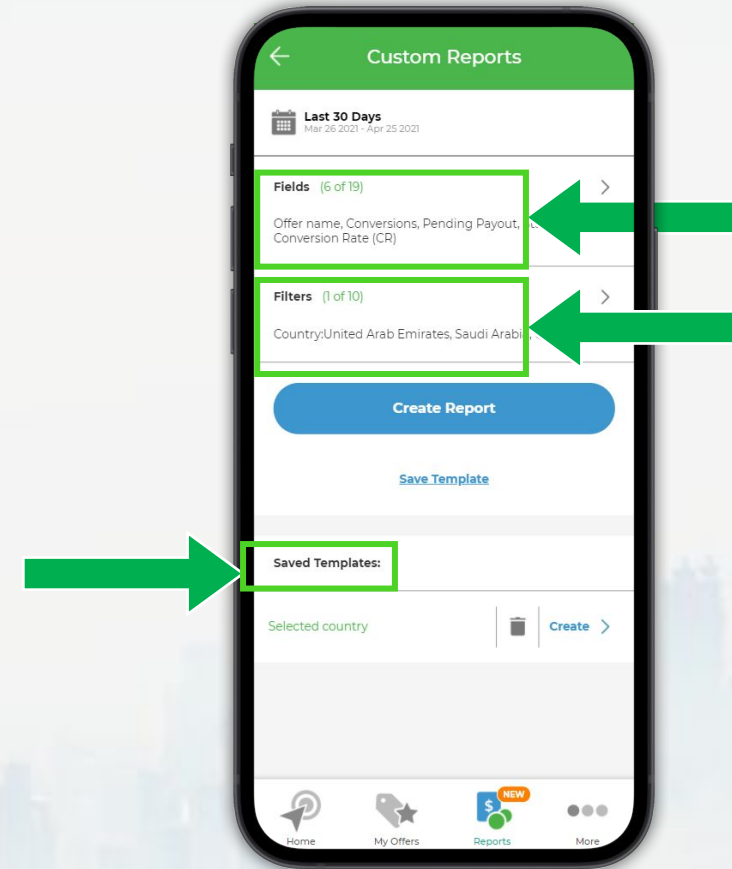 Custom Reports
Last 30 Days
Mar 26 2021 - Apr 25 2021
Fields (6 of 19)
Offer name, Conversions, Pending Payout,
Conversion Rate (CR)
Filters (1 of 10)
Country:United Arab Emirates, Saudi Arabia,
Create Report
Save Template
Saved Templates:
Selected country
Create
NEW
Home
My Offers
Reports
More